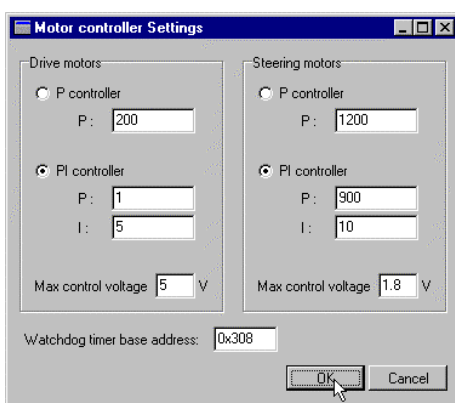 Motor controller Settings
Drive motors
P controller
P: 200
PI controller
P: 1
I: 5
Max control voltage 5 V
Steering motors
P controller
P: 1200
PI controller
P: 900
I: 10
Max control voltage 1.8 V
Watchdog timer base address: 0x308
OK Cancel